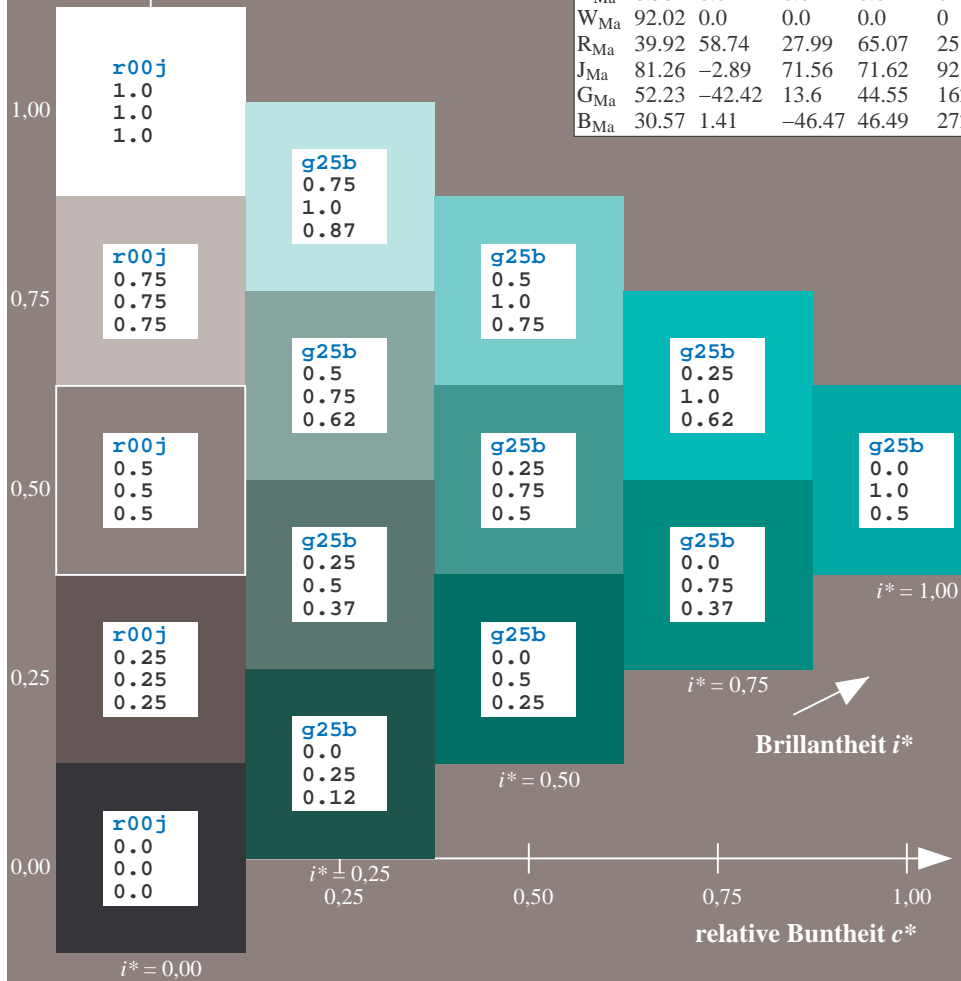 W_Ma 92.02 0.0 0.0 0.0 0
R_Ma 39.92 58.74 27.99 65.07 25
J_Ma 81.26 −2.89 71.56 71.62 92
G_Ma 52.23 −42.42 13.6 44.55
B_Ma 30.57 1.41 −46.47 46.49
1,00
r00j
1.0
1.0
1.0
g25b
0.75
1.0
0.87
0,75
r00j
0.75
0.75
0.75
g25b
0.5
1.0
0.75
g25b
0.5
0.75
0.62
g25b
0.25
1.0
0.62
0,50
r00j
0.5
0.5
0.5
g25b
0.25
0.75
0.5
g25b
0.0
1.0
0.5
g25b
0.25
0.5
0.37
g25b
0.0
0.75
0.37
i* = 1,00
0,25
r00j
0.25
0.25
0.25
g25b
0.0
0.5
0.25
i* = 0,75
g25b
0.0
0.25
0.12
Brillantheit i*
i* = 0,50
0,00
r00j
0.0
0.0
0.0
i* = 0,25
0,25 0,50 0,75 1,00
relative Buntheit c*
i* = 0,00